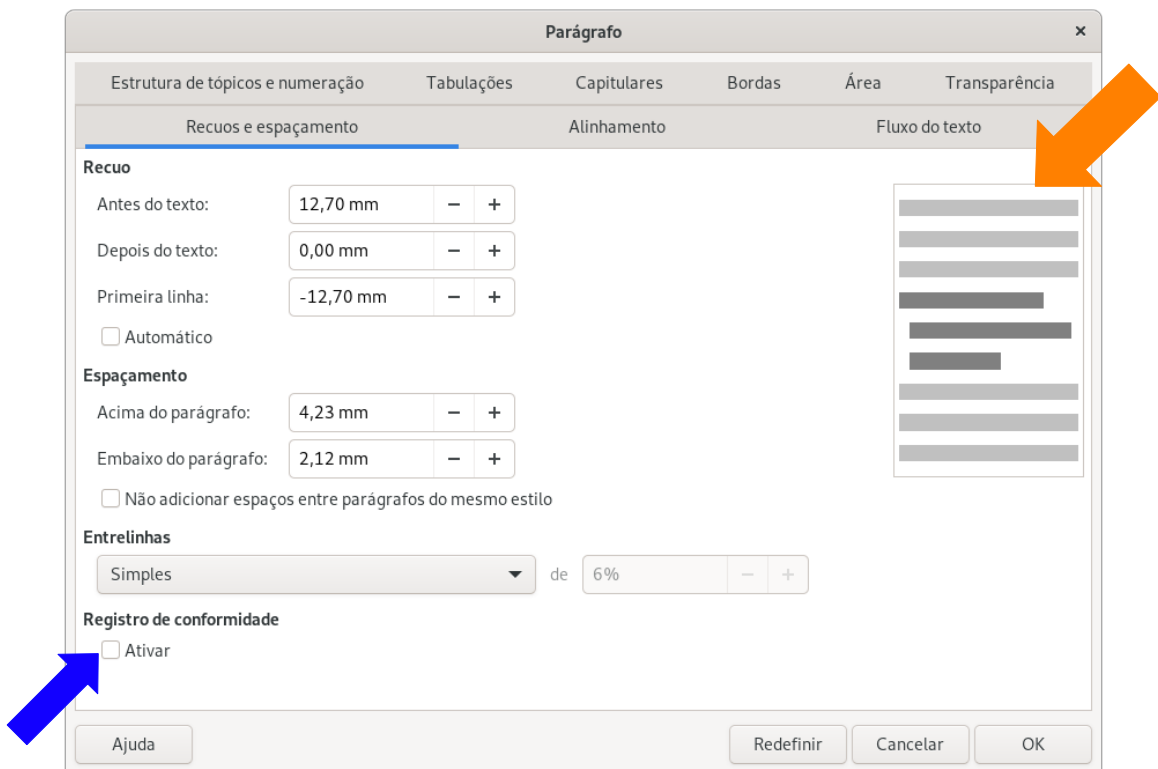 Parágrafo ×
Estrutura de tópicos e numeração Tabulações Capitulares Bordas Área Transparência
Recuos e espaçamento Alinhamento Fluxo do texto
Recuo
Antes do texto: 12,70 mm − +
Depois do texto: 0,00 mm − +
Primeira linha: -12,70 mm − +
Automático
Espaçamento
Acima do parágrafo: 4,23 mm − +
Embaixo do parágrafo: 2,12 mm − +
Não adicionar espaços entre parágrafos do mesmo estilo
Entrelinhas
Simples de 6% − +
Registro de conformidade
Ativar
Ajuda Redefinir Cancelar OK